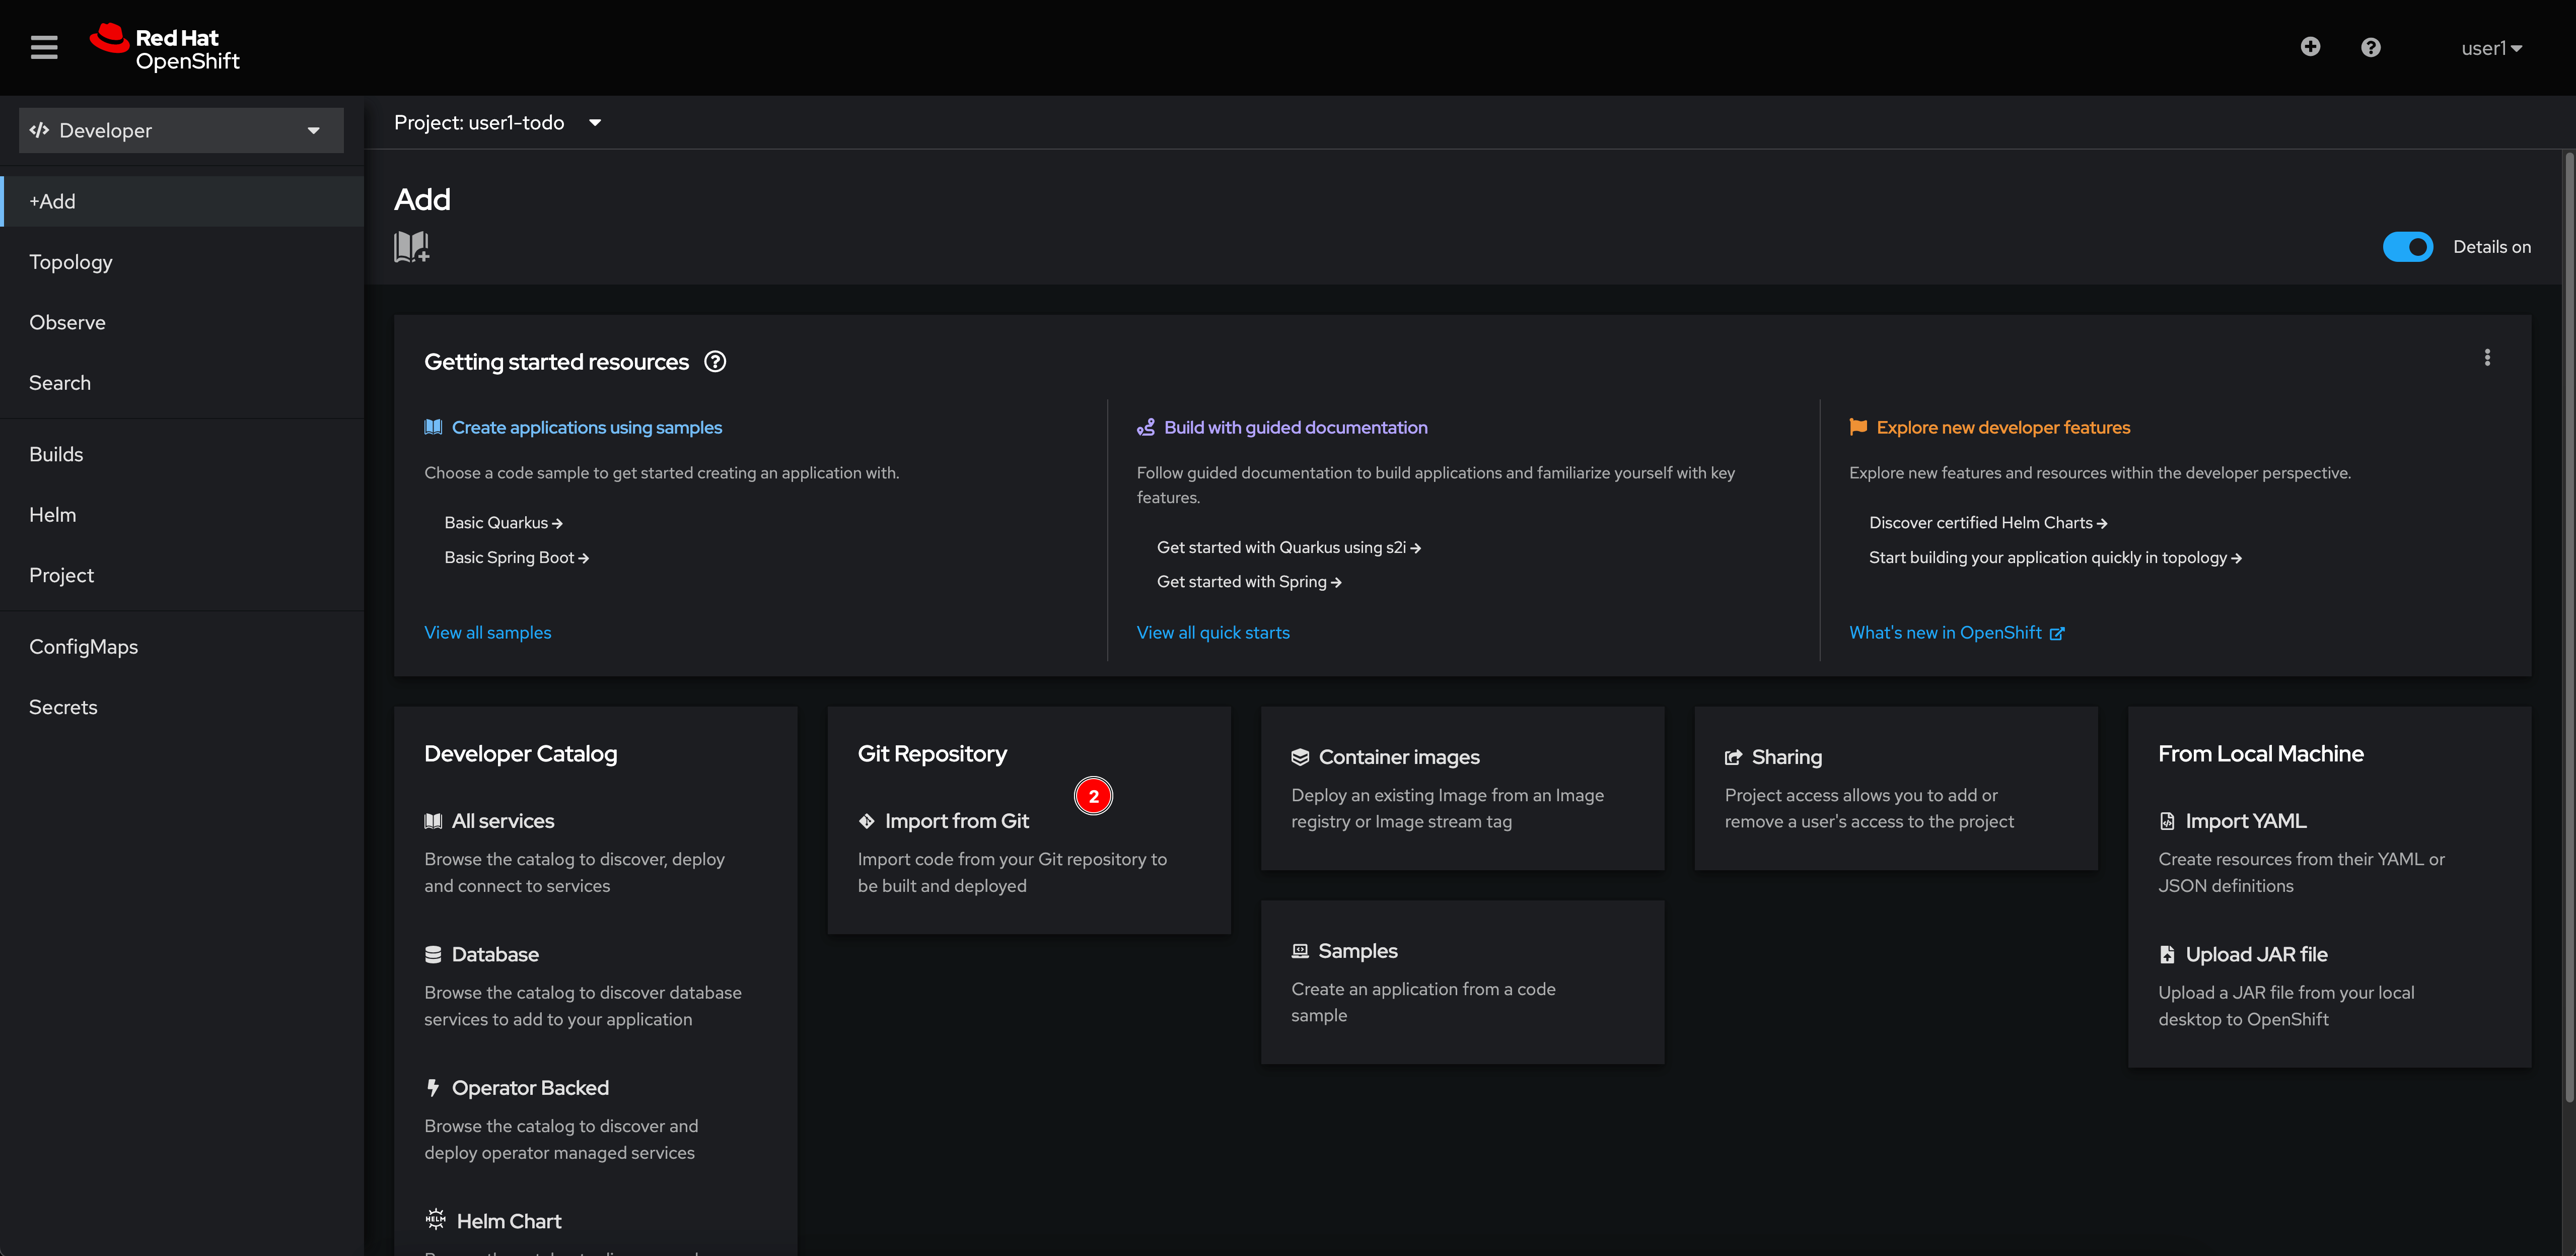 Red Hat
OpenShift
user1
Developer
Project: user1-todo
+Add
Topology
Observe
Search
Builds
Helm
Project
ConfigMaps
Secrets
Add
Details on
Getting started resources
Create applications using samples
Choose a code sample to get started creating an application with.
Basic Quarkus
Basic Spring Boot
View all samples
Build with guided documentation
Follow guided documentation to build applications and familiarize yourself with key
features.
Get started with Quarkus using s2i
Get started with Spring
View all quick starts
Explore new developer features
Explore new features and resources within the developer perspective.
Discover certified Helm Charts
Start building your application quickly in topology
What's new in OpenShift
Developer Catalog
All services
Browse the catalog to discover, deploy
and connect to services
Database
Browse the catalog to discover database
services to add to your application
Operator Backed
Browse the catalog to discover and
deploy operator managed services
HELM
Helm Chart
Git Repository
2
Import from Git
Import code from your Git repository to
be built and deployed
Container images
Deploy an existing Image from an Image
registry or Image stream tag
Samples
Create an application from a code
sample
Sharing
Project access allows you to add or
remove a user's access to the project
From Local Machine
Import YAML
Create resources from their YAML or
JSON definitions
Upload JAR file
Upload a JAR file from your local
desktop to OpenShift